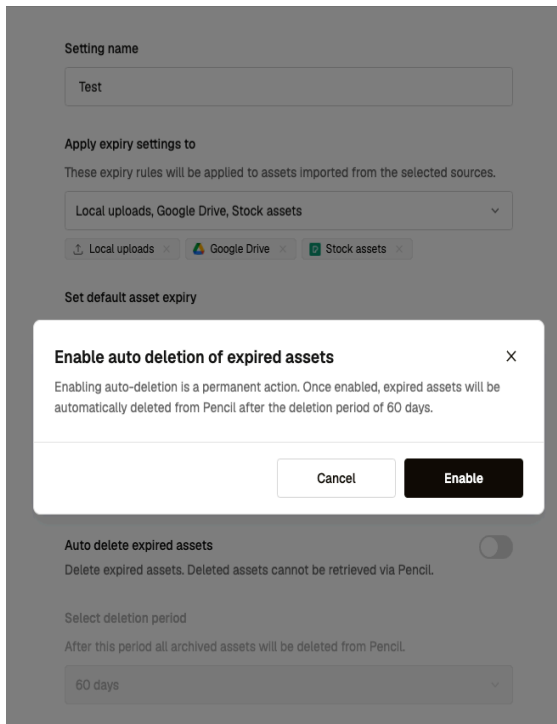 Setting name
Test
Apply expiry settings to
These expiry rules will be applied to assets imported from the selected sources.
Local uploads, Google Drive, Stock assets
Local uploads Google Drive Stock assets
Set default asset expiry
Enable auto deletion of expired assets
Enabling auto-deletion is a permanent action. Once enabled, expired assets will be
automatically deleted from Pencil after the deletion period of 60 days.
Cancel Enable
Auto delete expired assets
Delete expired assets. Deleted assets cannot be retrieved via Pencil.
Select deletion period
After this period all archived assets will be deleted from Pencil.
60 days